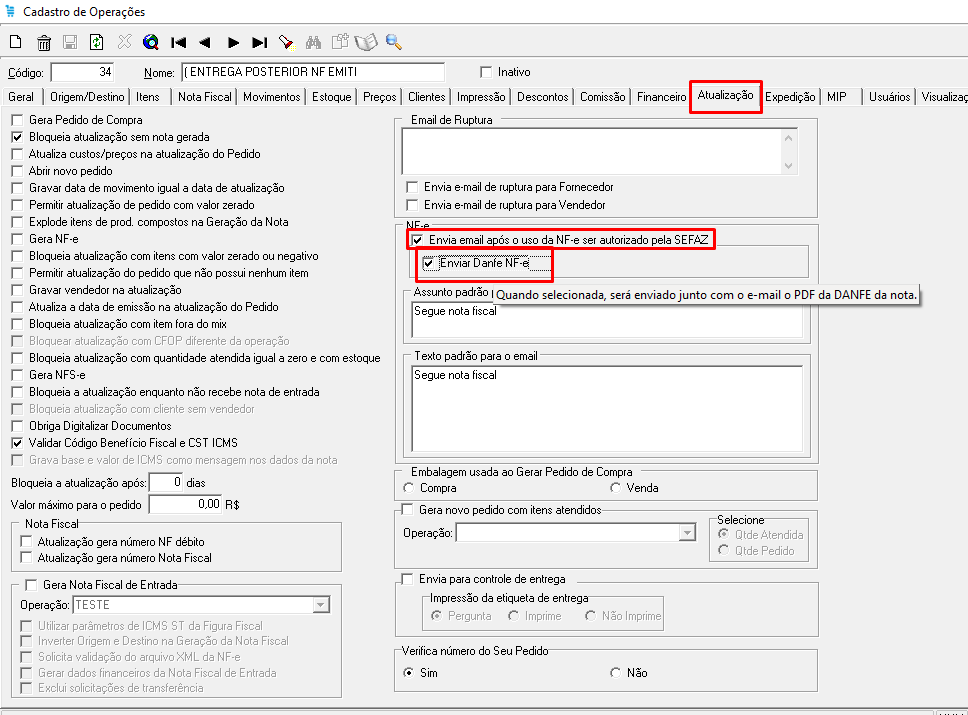 Cadastro de Operações
Código: 34 Nome: ( ENTREGA POSTERIOR NF EMITI Inativo
Geral Origem/Destino Itens Nota Fiscal Movimentos Estoque Preços Clientes Impressão Descontos Comissão Financeiro Atualização Expedição MIP Usuários Visualizaç
Gera Pedido de Compra
Bloqueia atualização sem nota gerada
Atualiza custos/preços na atualização do Pedido
Abrir novo pedido
Gravar data de movimento igual a data de atualização
Permitir atualização de pedido com valor zerado
Explode itens de prod. compostos na Geração da Nota
Gera NF-e
Bloqueia atualização com itens com valor zerado ou negativo
Permitir atualização do pedido que não possui nenhum item
Gravar vendedor na atualização
Atualiza a data de emissão na atualização do Pedido
Bloqueia atualização com item fora do mix
Bloquear atualização com CFOP diferente da operação
Bloqueia atualização com quantidade atendida igual a zero e com estoque
Gera NFS-e
Bloqueia a atualização enquanto não recebe nota de entrada
Bloqueia atualização com cliente sem vendedor
Obriga Digitalizar Documentos
Validar Código Benefício Fiscal e CST ICMS
Grava base e valor de ICMS como mensagem nos dados da nota
Bloqueia a atualização após: 0 dias
Valor máximo para o pedido 0,00 R$
Nota Fiscal
Atualização gera número NF débito
Atualização gera número Nota Fiscal
Gera Nota Fiscal de Entrada
Operação: TESTE
Utilizar parâmetros de ICMS ST da Figura Fiscal
Inverter Origem e Destino na Geração da Nota Fiscal
Solicita validação do arquivo XML da NF-e
Gerar dados financeiros da Nota Fiscal de Entrada
Exclui solicitações de transferência
Email de Ruptura
Envia e-mail de ruptura para Fornecedor
Envia e-mail de ruptura para Vendedor
NF-e
Envia email após o uso da NF-e ser autorizado pela SEFAZ
Enviar Danfe NF-e
Quando selecionada, será enviado junto com o e-mail o PDF da DANFE da nota.
Assunto padrão
Segue nota fiscal
Texto padrão para o email
Segue nota fiscal
Embalagem usada ao Gerar Pedido de Compra
Compra Venda
Gera novo pedido com itens atendidos
Operação:
Selecione
Qtde Atendida
Qtde Pedido
Envia para controle de entrega
Impressão da etiqueta de entrega
Pergunta Imprime Não Imprime
Verifica número do Seu Pedido
Sim Não